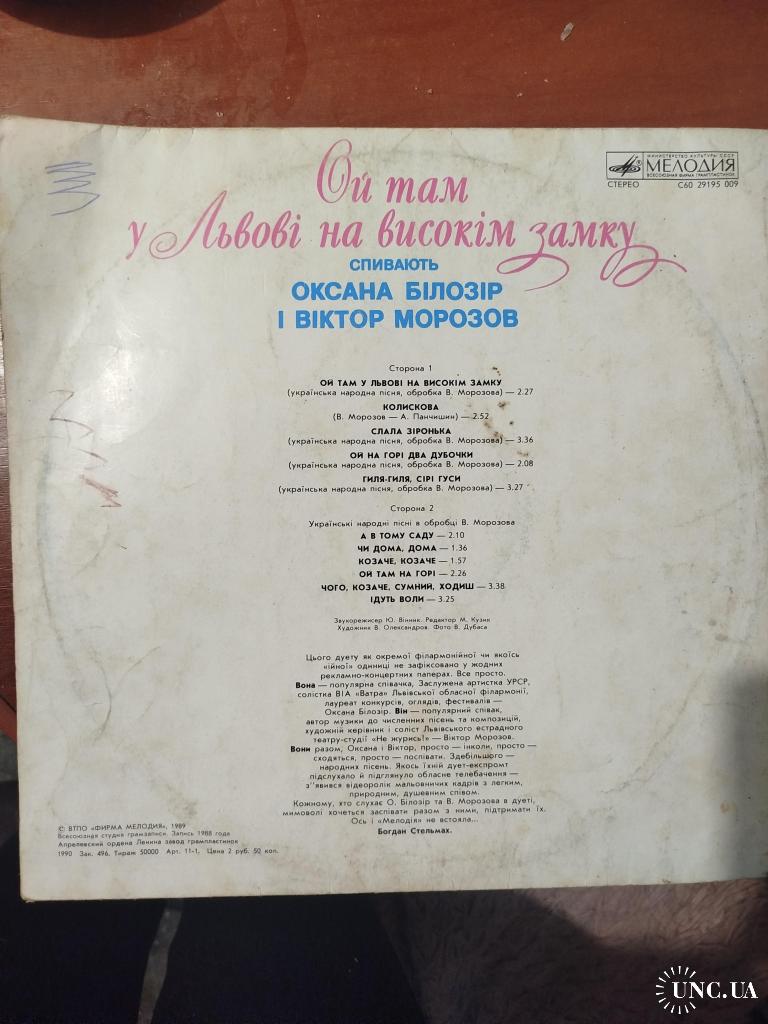 МИНИСТЕРСТВО КУЛЬТУРЫ СССР
МЕЛОДИЯ
ВСЕСОЮЗНАЯ ФИРМА ГРАМПЛАСТИНОК
СТЕРЕО С60 29195 009
Ой там
у Львові на високім замку
СПИВАЮТЬ
ОКСАНА БІЛОЗІР
І ВІКТОР МОРОЗОВ
Сторона 1
ОЙ ТАМ У ЛЬВОВІ НА ВИСОКІМ ЗАМКУ
(українська народна пісня, обробка В. Морозова) — 2.27
КОЛИСКОВА
(В. Морозов — А. Панчишин) — 2.52
СЛАЛА ЗІРОНЬКА
(українська народна пісня, обробка В. Морозова) — 3.36
ОЙ НА ГОРІ ДВА ДУБОЧКИ
(українська народна пісня, обробка В. Морозова) — 2.08
ГИЛЯ-ГИЛЯ, СІРІ ГУСИ
(українська народна пісня, обробка В. Морозова) — 3.27
Сторона 2
Українські народні пісні в обробці В. Морозова
А В ТОМУ САДУ — 2.10
ЧИ ДОМА, ДОМА — 1.36
КОЗАЧЕ, КОЗАЧЕ — 1.57
ОЙ ТАМ НА ГОРІ — 2.26
ЧОГО, КОЗАЧЕ, СУМНИЙ, ХОДИШ — 3.38
ІДУТЬ ВОЛИ — 3.25
Звукорежисер Ю. Вінник. Редактор М. Кузик
Художник В. Олександров. Фото В. Дубаса
Цього дуету як окремої філармонійної чи якоїсь
«ійної» одиниці не зафіксовано у жодних
рекламно-концертних паперах. Все просто.
Вона — популярна співачка, Заслужена артистка УРСР,
солістка ВІА «Ватра» Львівської обласної філармонії,
лауреат конкурсів, оглядів, фестивалів —
Оксана Білозір. Він — популярний співак,
автор музики до численних пісень та композицій,
художній керівник і соліст Львівського естрадного
театру-студії «Не журись!» — Віктор Морозов.
Вони разом, Оксана і Віктор, просто — інколи, просто —
сходяться, просто — поспівати. Здебільшого —
народних пісень. Якось їхній дует-експромт
підслухало й підгляну́ло обласне телебачення —
з"явився відеоролік мальовничих кадрів з легким,
природним, душевним співом.
Кожному, хто слухає О. Білозір та В. Морозова в дуеті,
мимоволі хочеться заспівати разом з ними, підтримати їх.
Ось і «Мелодія» не встояла...
Богдан Стельмах.
© ВТПО «ФИРМА МЕЛОДИЯ», 1989
Всесоюзная студия грамзаписи. Запись 1988 года
Апрелевский ордена Ленина завод грампластинок
1990 Зак. 496. Тираж 50000 Арт. 11-1. Цена 2 руб. 50 коп.
UNC.UA